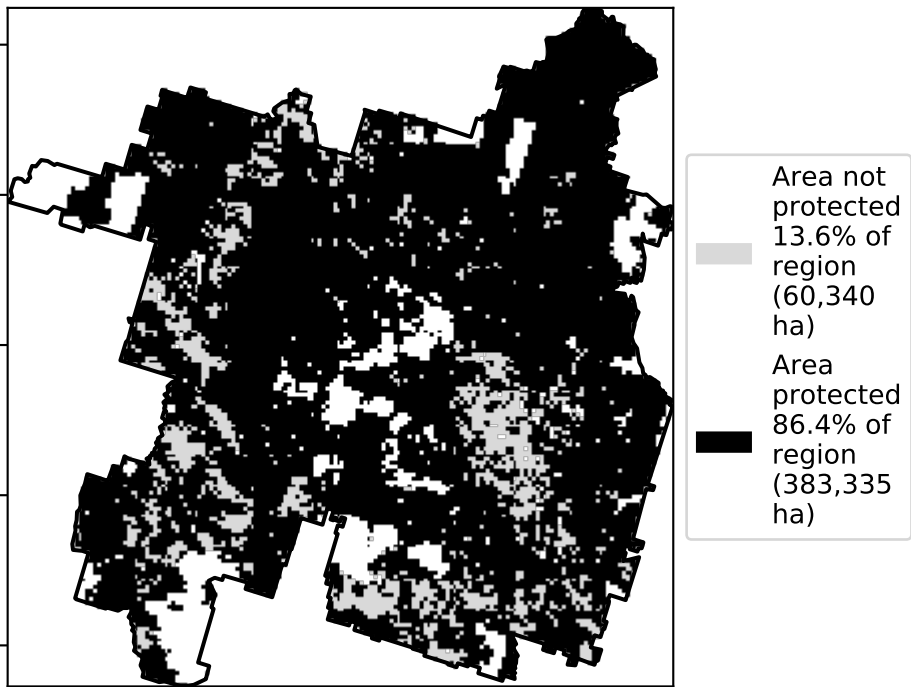 Area not
protected
13.6% of
region
(60,340
ha)
Area
protected
86.4% of
region
(383,335
ha)